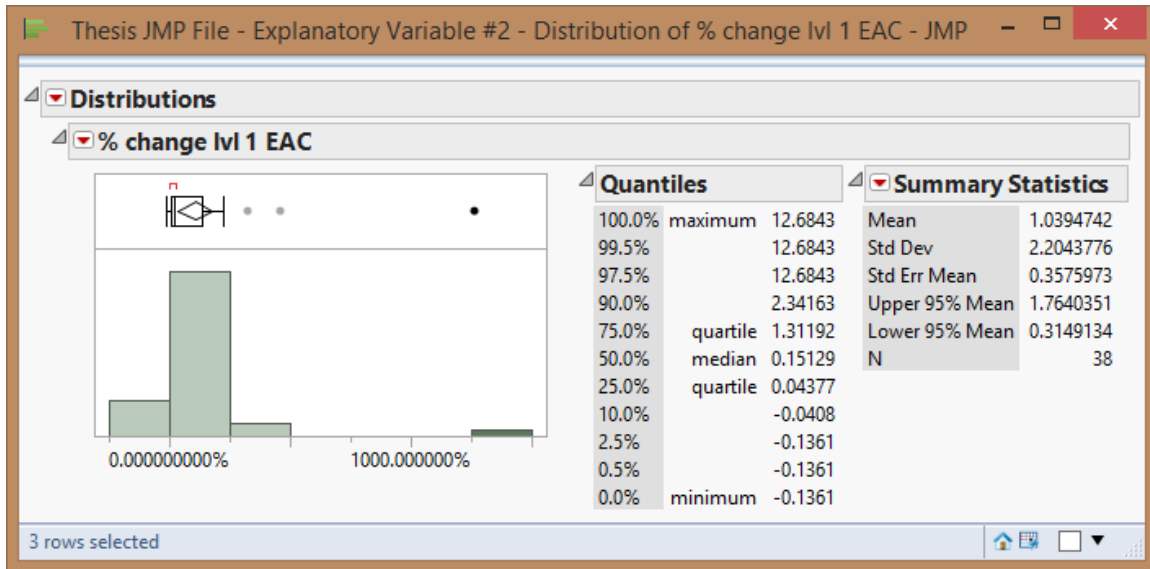 Thesis JMP File - Explanatory Variable #2 - Distribution of % change lvl 1 EAC - JMP
Distributions
% change lvl 1 EAC
0.000000000% 1000.000000%
Quantiles
100.0% maximum 12.6843
99.5% 12.6843
97.5% 12.6843
90.0% 2.34163
75.0% quartile 1.31192
50.0% median 0.15129
25.0% quartile 0.04377
10.0% -0.0408
2.5% -0.1361
0.5% -0.1361
0.0% minimum -0.1361
Summary Statistics
Mean 1.0394742
Std Dev 2.2043776
Std Err Mean 0.3575973
Upper 95% Mean 1.7640351
Lower 95% Mean 0.3149134
N 38
3 rows selected